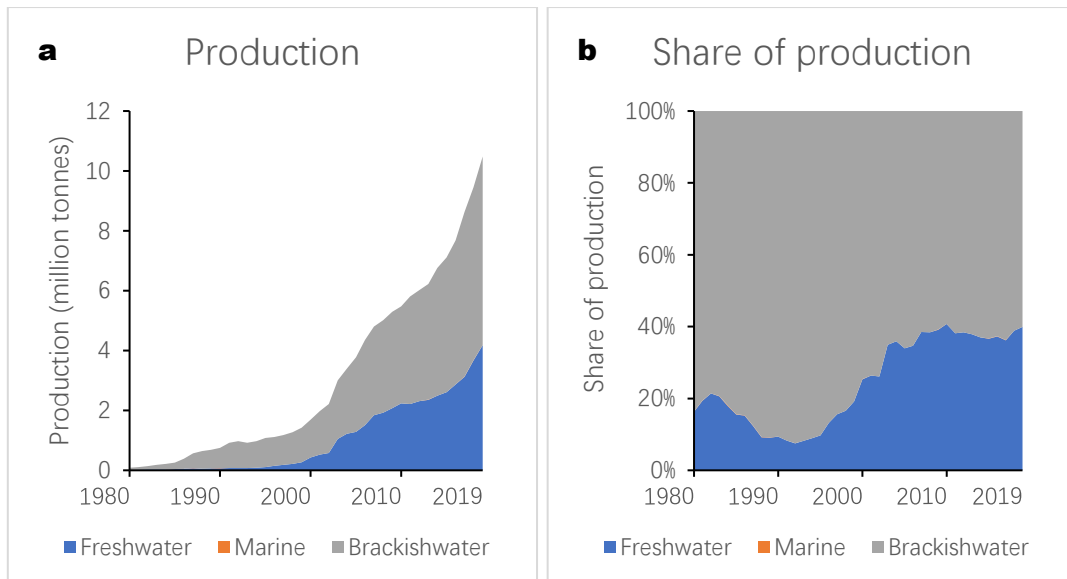 a Production
Production (million tonnes)
12
10
8
6
4
2
0
1980 1990 2000 2010 2019
Freshwater Marine Brackishwater
b Share of production
Share of production
100%
80%
60%
40%
20%
0%
1980 1990 2000 2010 2019
Freshwater Marine Brackishwater